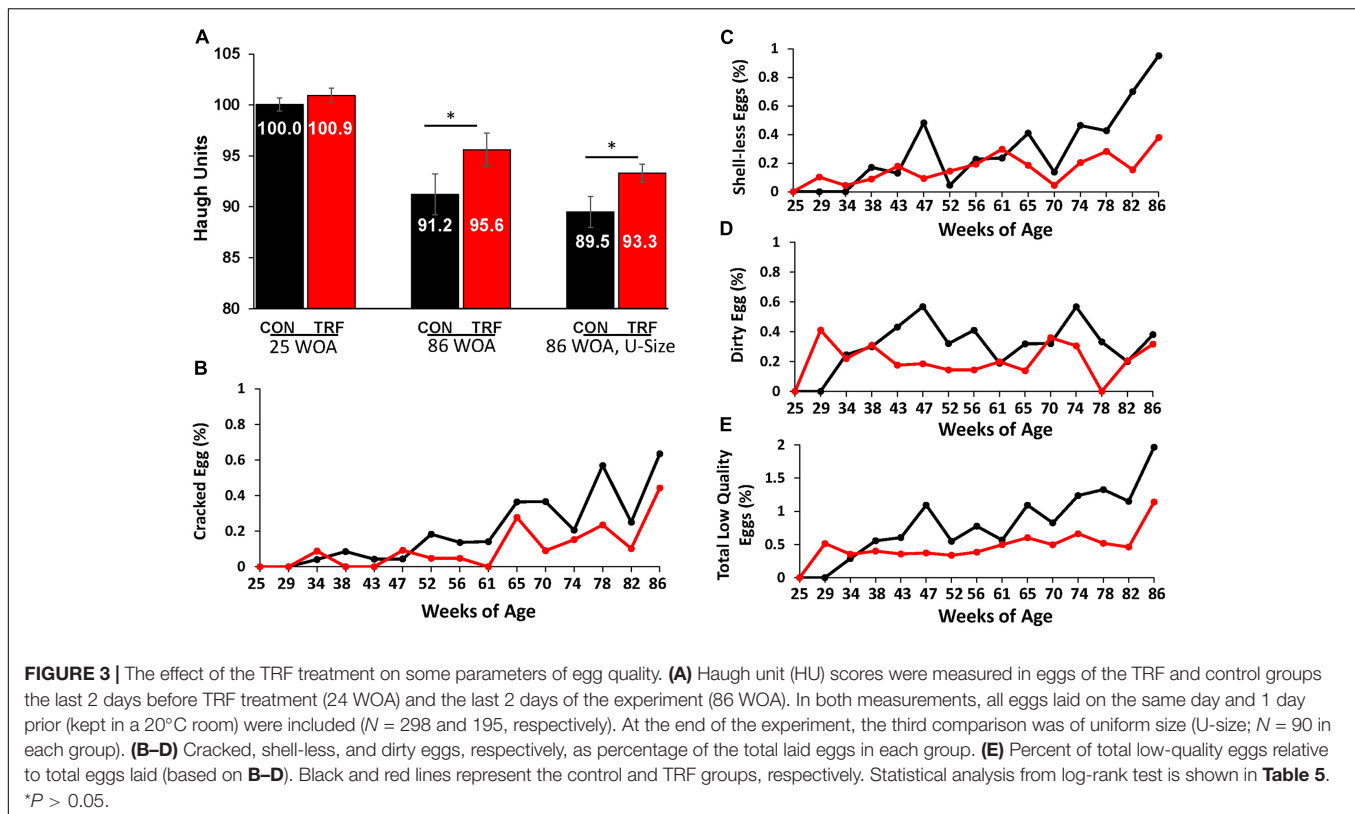 A
105
100
95
90
85
80
Haugh Units
100.0
100.9
*
91.2
95.6
*
89.5
93.3
CON TRF
25 WOA
CON TRF
86 WOA
CON TRF
86 WOA, U-Size
B
1
0.8
0.6
0.4
0.2
0
Cracked Egg (%)
25 29 34 38 43 47 52 56 61 65 70 74 78 82 86
Weeks of Age
C
1
0.8
0.6
0.4
0.2
0
Shell-less Eggs (%)
25 29 34 38 43 47 52 56 61 65 70 74 78 82 86
Weeks of Age
D
1
0.8
0.6
0.4
0.2
0
Dirty Egg (%)
25 29 34 38 43 47 52 56 61 65 70 74 78 82 86
Weeks of Age
E
2
1.5
1
0.5
0
Total Low Quality
Eggs (%)
25 29 34 38 43 47 52 56 61 65 70 74 78 82 86
Weeks of Age
FIGURE 3 | The effect of the TRF treatment on some parameters of egg quality. (A) Haugh unit (HU) scores were measured in eggs of the TRF and control groups
the last 2 days before TRF treatment (24 WOA) and the last 2 days of the experiment (86 WOA). In both measurements, all eggs laid on the same day and 1 day
prior (kept in a 20°C room) were included (N = 298 and 195, respectively). At the end of the experiment, the third comparison was of uniform size (U-size; N = 90 in
each group). (B–D) Cracked, shell-less, and dirty eggs, respectively, as percentage of the total laid eggs in each group. (E) Percent of total low-quality eggs relative
to total eggs laid (based on B–D). Black and red lines represent the control and TRF groups, respectively. Statistical analysis from log-rank test is shown in Table 5.
*P > 0.05.